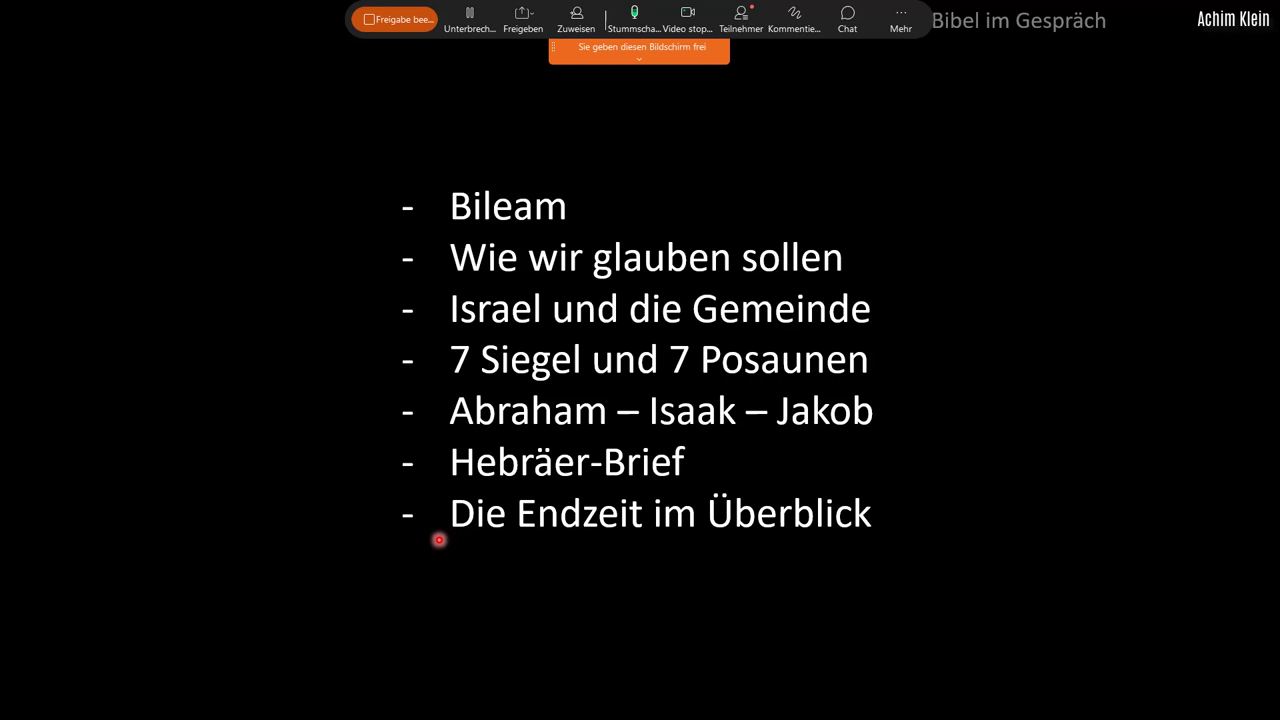 Freigabe bee...
Unterbrech...
Freigeben
Zuweisen
Stummscha...
Video stop...
Teilnehmer
Kommentie...
Chat
Mehr
Bibel im Gespräch
Achim Klein
Sie geben diesen Bildschirm frei
- Bileam
- Wie wir glauben sollen
- Israel und die Gemeinde
- 7 Siegel und 7 Posaunen
- Abraham – Isaak – Jakob
- Hebräer-Brief
- Die Endzeit im Überblick